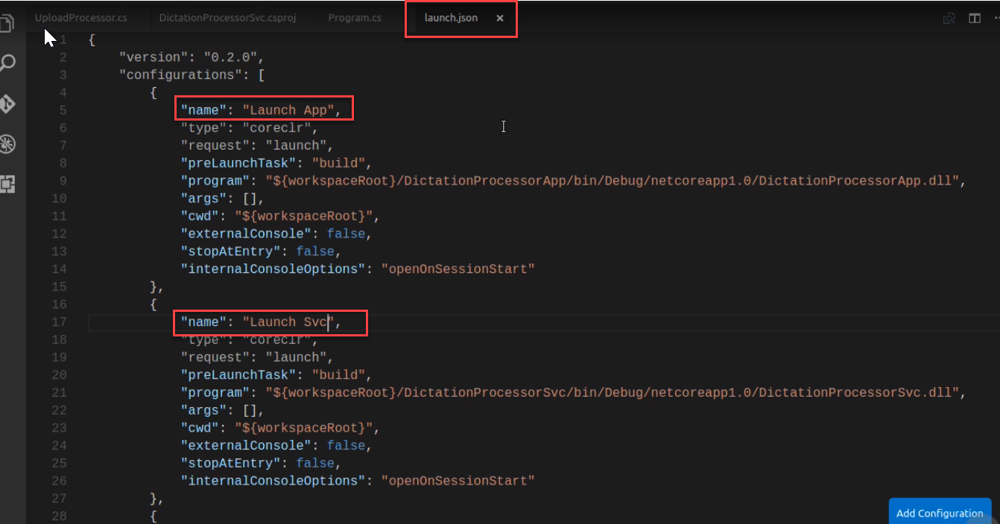 UploadProcessor.cs DictationProcessorSvc.csproj Program.cs launch.json ×
1 {
2 "version": "0.2.0",
3 "configurations": [
4 {
5 "name": "Launch App",
6 "type": "coreclr",
7 "request": "launch",
8 "preLaunchTask": "build",
9 "program": "${workspaceRoot}/DictationProcessorApp/bin/Debug/netcoreapp1.0/DictationProcessorApp.dll",
10 "args": [],
11 "cwd": "${workspaceRoot}",
12 "externalConsole": false,
13 "stopAtEntry": false,
14 "internalConsoleOptions": "openOnSessionStart"
15 },
16 {
17 "name": "Launch Svc",
18 "type": "coreclr",
19 "request": "launch",
20 "preLaunchTask": "build",
21 "program": "${workspaceRoot}/DictationProcessorSvc/bin/Debug/netcoreapp1.0/DictationProcessorSvc.dll",
22 "args": [],
23 "cwd": "${workspaceRoot}",
24 "externalConsole": false,
25 "stopAtEntry": false,
26 "internalConsoleOptions": "openOnSessionStart"
27 },
28 {
Add Configuration